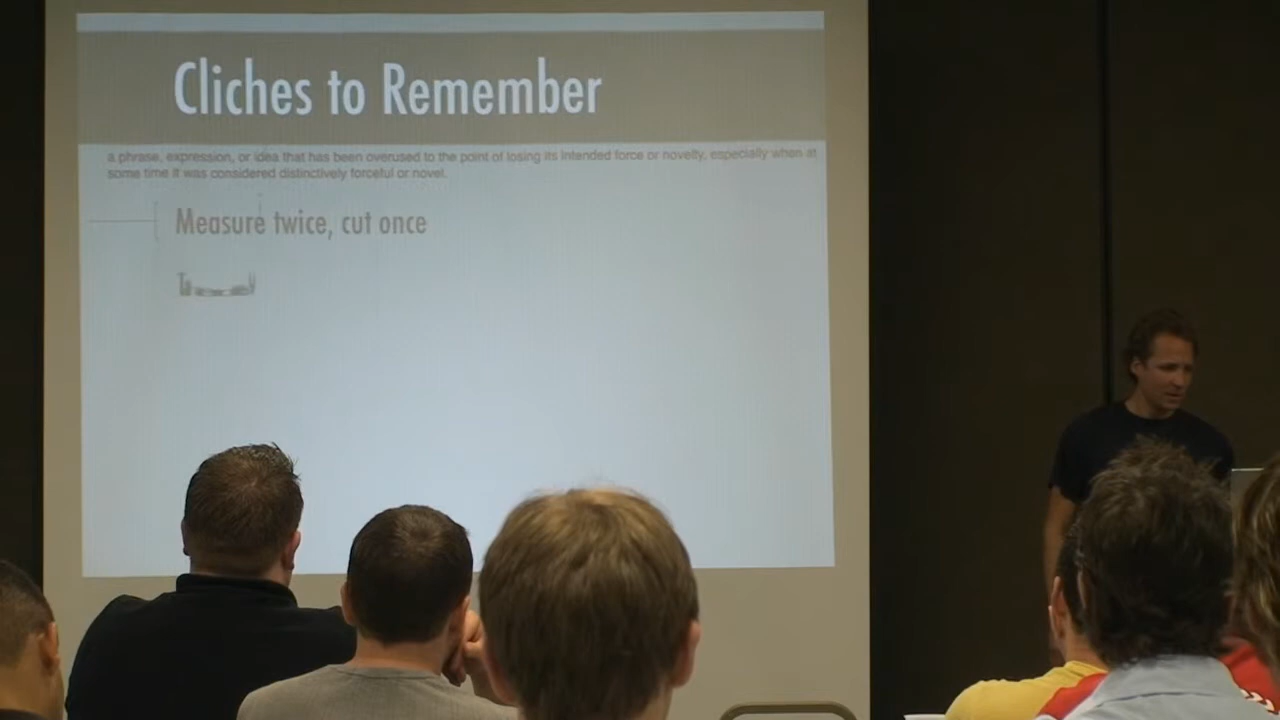 Cliches to Remember
a phrase, expression, or idea that has been overused to the point of losing its intended force or novelty, especially when at
some time it was considered distinctively forceful or novel.
Measure twice, cut once